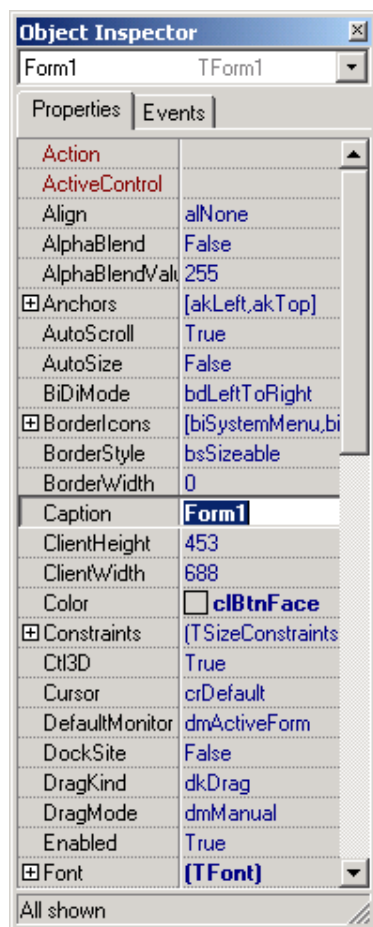 Object Inspector
Form1 TForm1
Properties Events
Action
ActiveControl
Align alNone
AlphaBlend False
AlphaBlendValu 255
Anchors [akLeft,akTop]
AutoScroll True
AutoSize False
BiDiMode bdLeftToRight
BorderIcons [biSystemMenu,bi
BorderStyle bsSizeable
BorderWidth 0
Caption Form1
ClientHeight 453
ClientWidth 688
Color clBtnFace
Constraints (TSizeConstraints
Ctl3D True
Cursor crDefault
DefaultMonitor dmActiveForm
DockSite False
DragKind dkDrag
DragMode dmManual
Enabled True
Font (TFont)
All shown